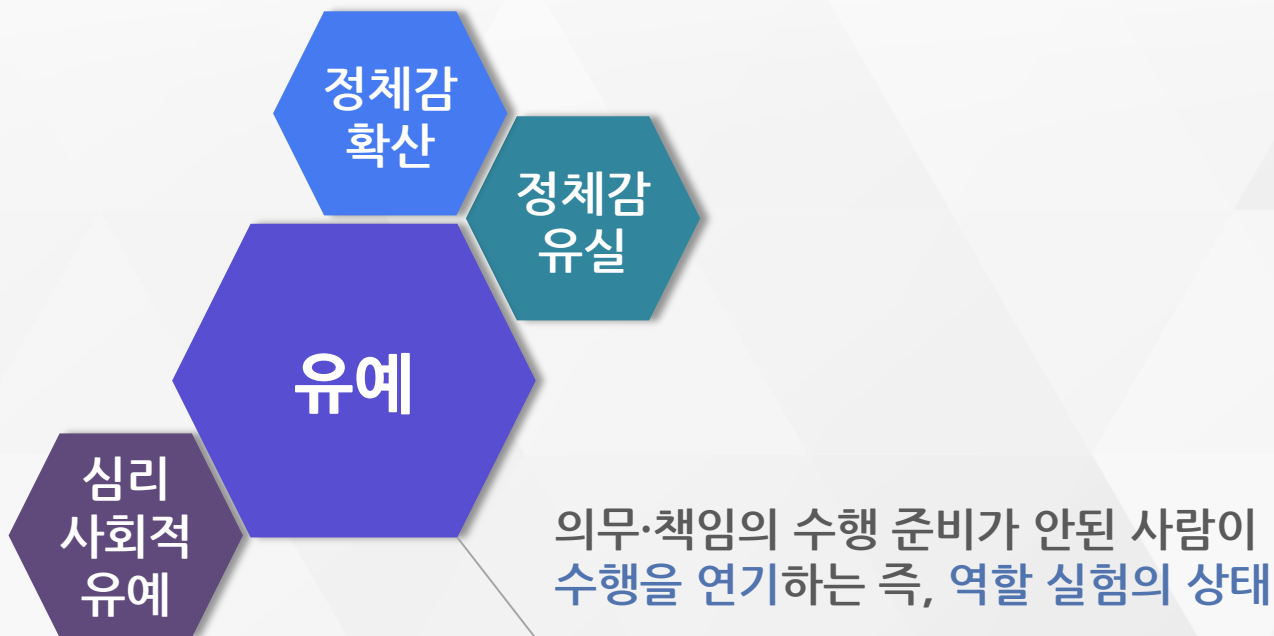 정체감
확산
정체감
유실
유예
심리
사회적
유예
의무·책임의 수행 준비가 안된 사람이
수행을 연기하는 즉, 역할 실험의 상태